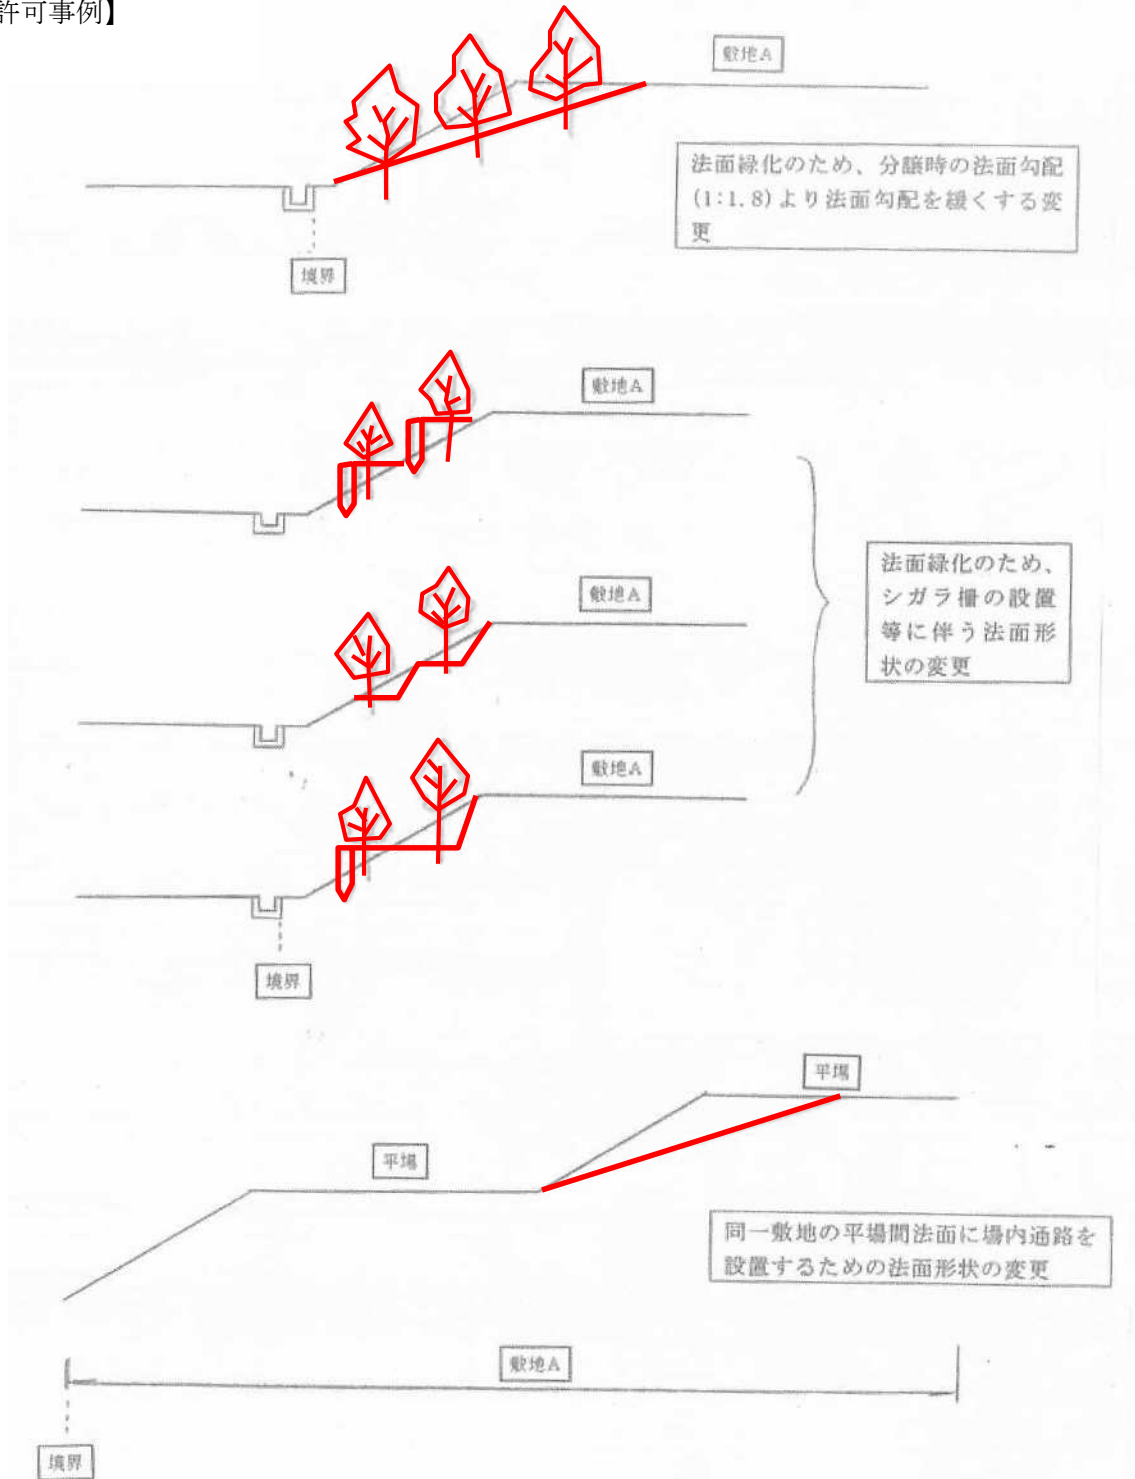 許可事例】
敷地A
法面緑化のため、分譲時の法面勾配
(1:1.8)より法面勾配を緩くする変
更
境界
敷地A
敷地A
法面緑化のため、
シガラ柵の設置
等に伴う法面形
状の変更
敷地A
境界
平場
平場
同一敷地の平場間法面に場内通路を
設置するための法面形状の変更
敷地A
境界